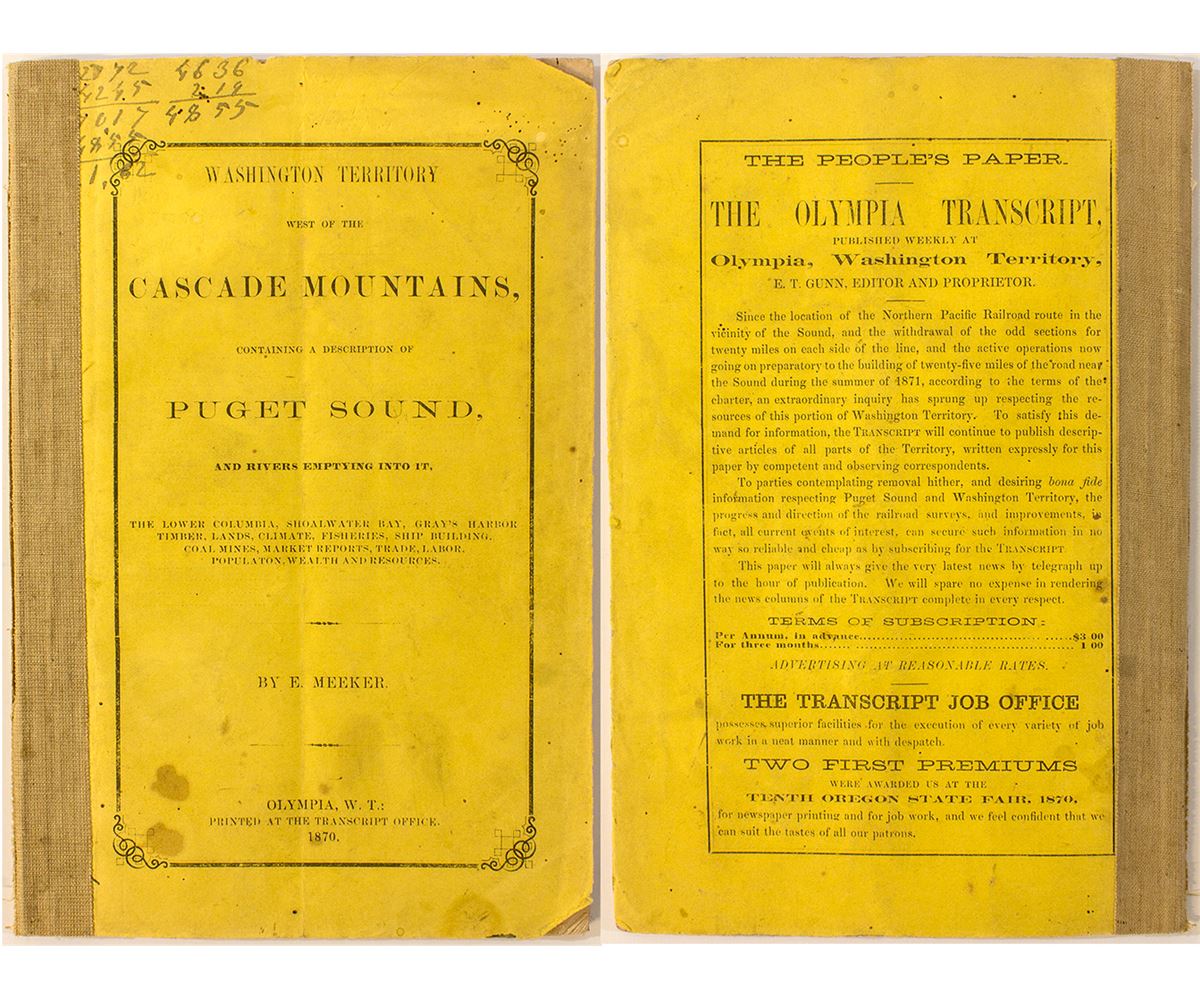 4636
219
4855
4245
WASHINGTON TERRITORY
WEST OF THE
CASCADE MOUNTAINS,
CONTAINING A DESCRIPTION OF
PUGET SOUND,
AND RIVERS EMPTYING INTO IT,
THE LOWER COLUMBIA, SHOALWATER BAY, GRAY'S HARBOR
TIMBER, LANDS, CLIMATE, FISHERIES, SHIP BUILDING,
COAL MINES, MARKET REPORTS, TRADE, LABOR,
POPULATON, WEALTH AND RESOURCES.
BY E. MEEKER.
OLYMPIA, W. T.:
PRINTED AT THE TRANSCRIPT OFFICE.
1870.
THE PEOPLE'S PAPER.
THE OLYMPIA TRANSCRIPT,
PUBLISHED WEEKLY AT
Olympia, Washington Territory,
E. T. GUNN, EDITOR AND PROPRIETOR.
Since the location of the Northern Pacific Railroad route in the
vicinity of the Sound, and the withdrawal of the odd sections for
twenty miles on each side of the line, and the active operations now
going on preparatory to the building of twenty-five miles of the road near
the Sound during the summer of 1871, according to the terms of the
charter, an extraordinary inquiry has sprung up respecting the re-
sources of this portion of Washington Territory. To satisfy this de-
mand for information, the TRANSCRIPT will continue to publish descrip-
tive articles of all parts of the Territory, written expressly for this
paper by competent and observing correspondents.
To parties contemplating removal hither, and desiring bona fide
information respecting Puget Sound and Washington Territory, the
progress and direction of the railroad surveys, and improvements, in
fact, all current events of interest, can secure such information in no
way so reliable and cheap as by subscribing for the TRANSCRIPT
This paper will always give the very latest news by telegraph up
to the hour of publication. We will spare no expense in rendering
the news columns of the TRANSCRIPT complete in every respect.
TERMS OF SUBSCRIPTION:
Per Annum, in advance..........$3 00
For three months..........1 00
ADVERTISING AT REASONABLE RATES.
THE TRANSCRIPT JOB OFFICE
possesses superior facilities for the execution of every variety of job
work in a neat manner and with despatch.
TWO FIRST PREMIUMS
WERE AWARDED US AT THE
TENTH OREGON STATE FAIR, 1870,
for newspaper printing and for job work, and we feel confident that we
can suit the tastes of all our patrons.